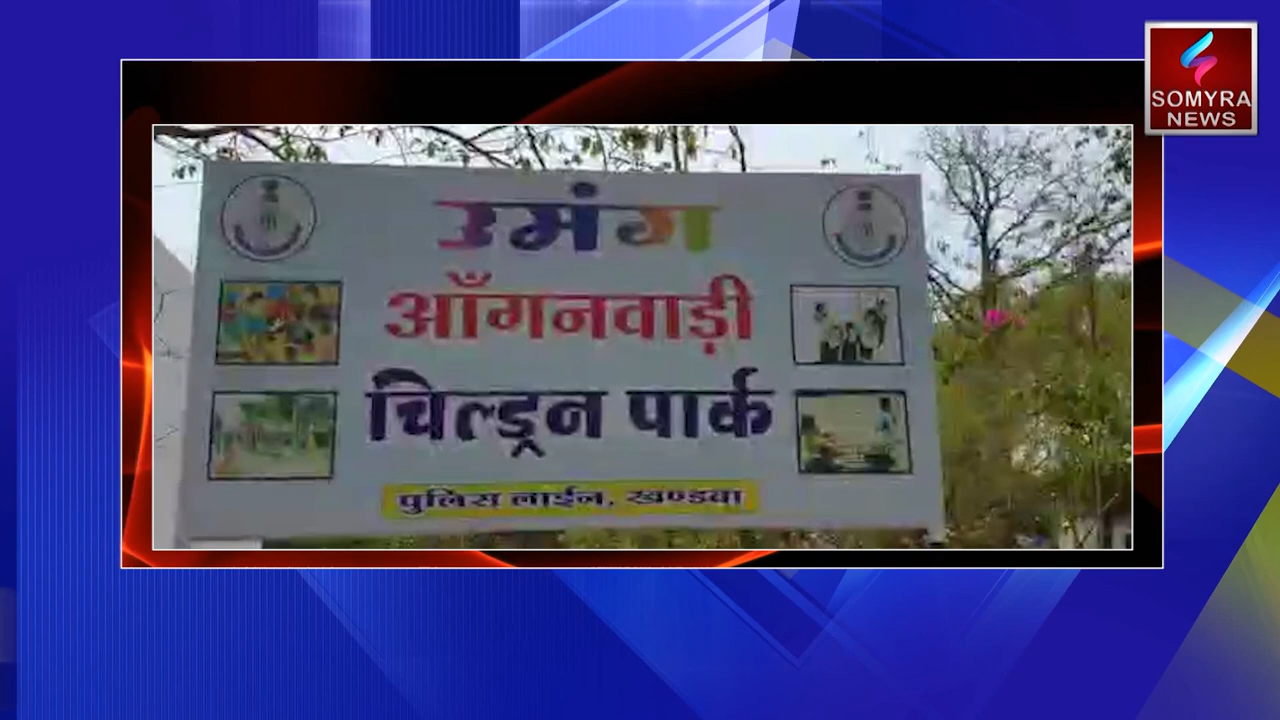 SOMYRA
NEWS
उमंग
आँगनवाड़ी
चिल्ड्रन पार्क
पुलिस लाईन, खण्डवा